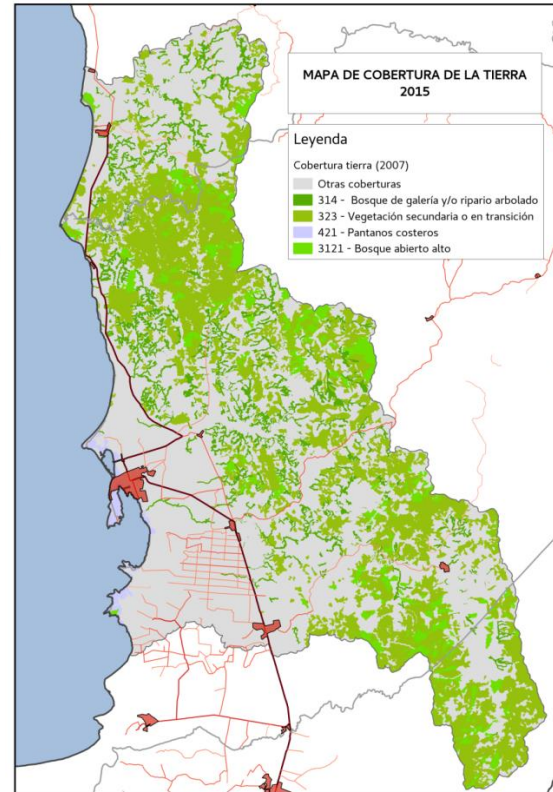 MAPA DE COBERTURA DE LA TIERRA
2015
Leyenda
Cobertura tierra (2007)
Otras coberturas
314 - Bosque de galería y/o ripario arbolado
323 - Vegetación secundaria o en transición
421 - Pantanos costeros
3121 - Bosque abierto alto